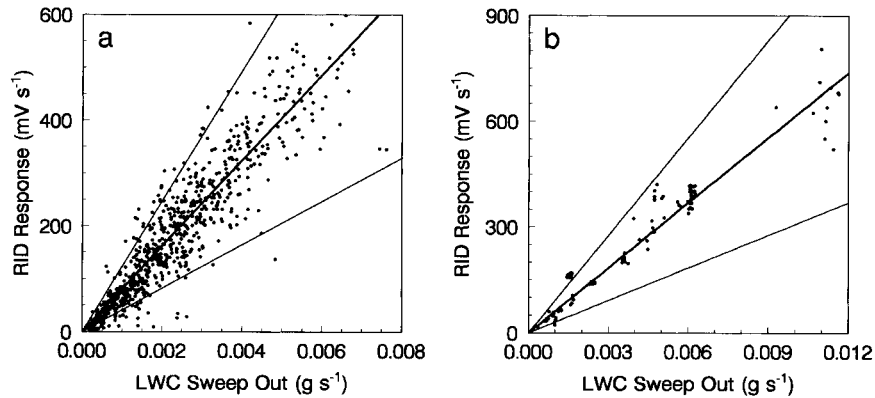 a
600
400
200
0
RID Response (mV s⁻¹)
0.000 0.002 0.004 0.006 0.008
LWC Sweep Out (g s⁻¹)
b
900
600
300
0
RID Response (mV s⁻¹)
0.000 0.003 0.006 0.009 0.012
LWC Sweep Out (g s⁻¹)